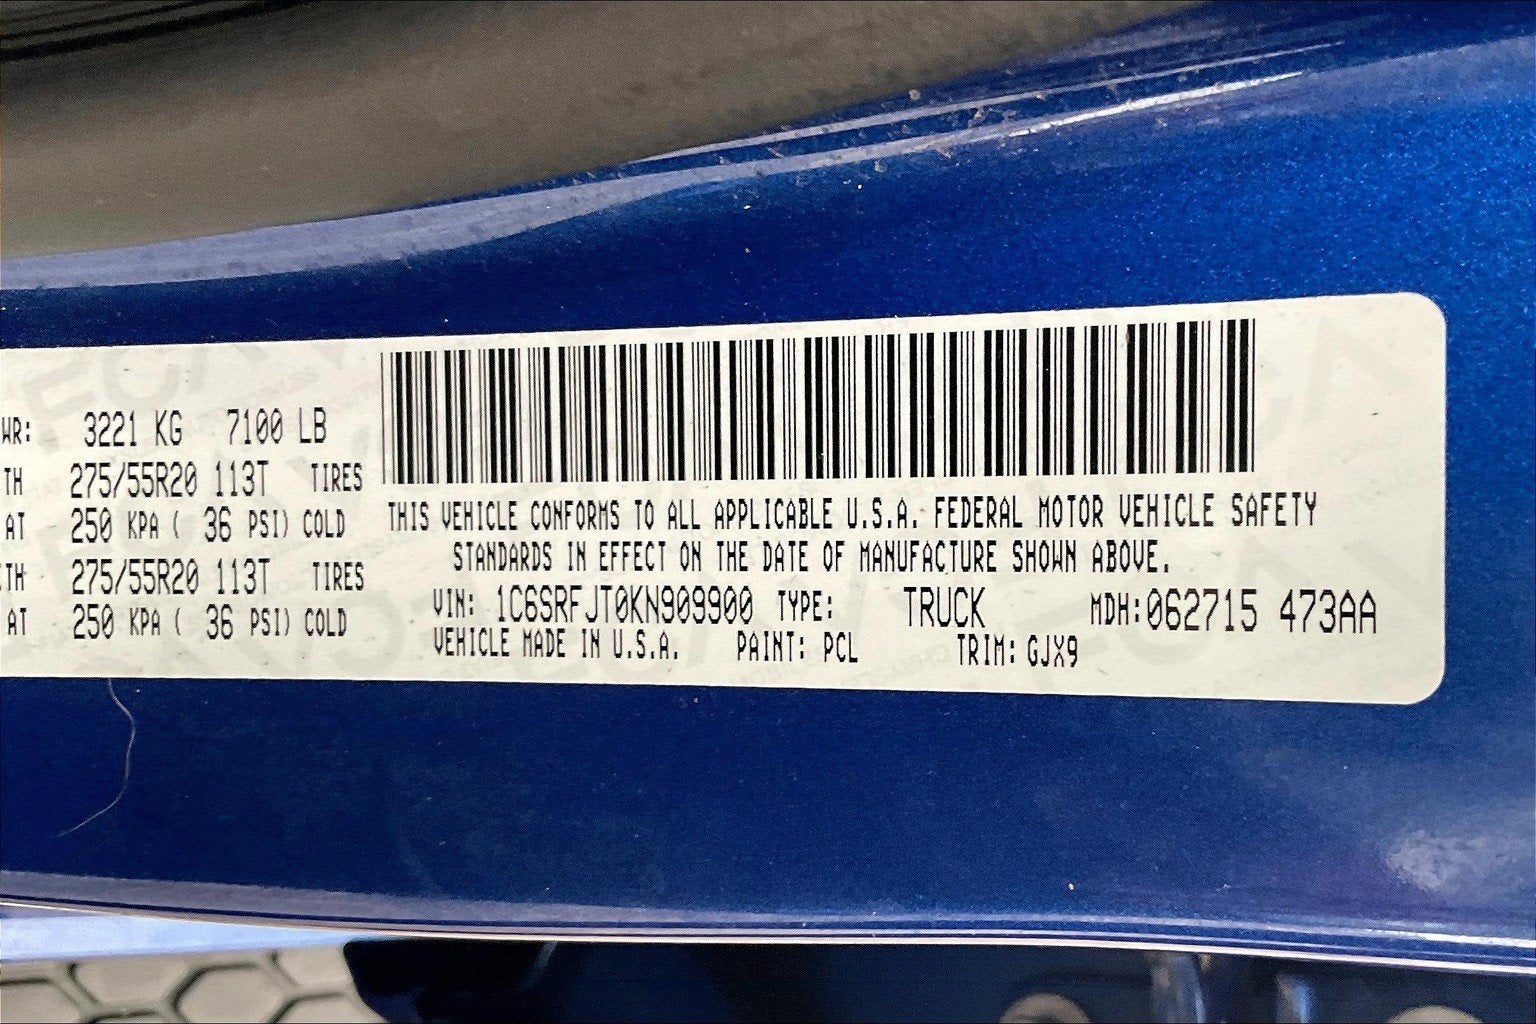 WR: 3221 KG 7100 LB
TH 275/55R20 113T TIRES
AT 250 KPA ( 36 PSI) COLD
TH 275/55R20 113T TIRES
AT 250 KPA ( 36 PSI) COLD
THIS VEHICLE CONFORMS TO ALL APPLICABLE U.S.A. FEDERAL MOTOR VEHICLE SAFETY
STANDARDS IN EFFECT ON THE DATE OF MANUFACTURE SHOWN ABOVE.
VIN: 1C6SRFJT0KN909900 TYPE: TRUCK MDH:062715 473AA
VEHICLE MADE IN U.S.A. PAINT: PCL TRIM: GJX9